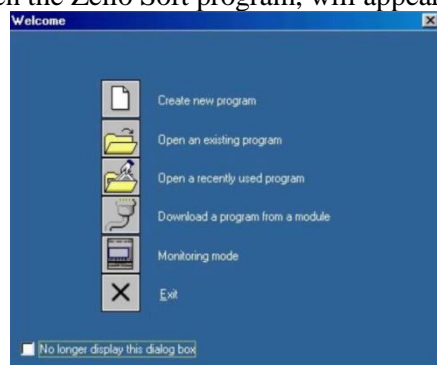 the Zelio Soft program, will appear
Welcome
Create new program
Open an existing program
Open a recently used program
Download a program from a module
Monitoring mode
Exit
No longer display this dialog box